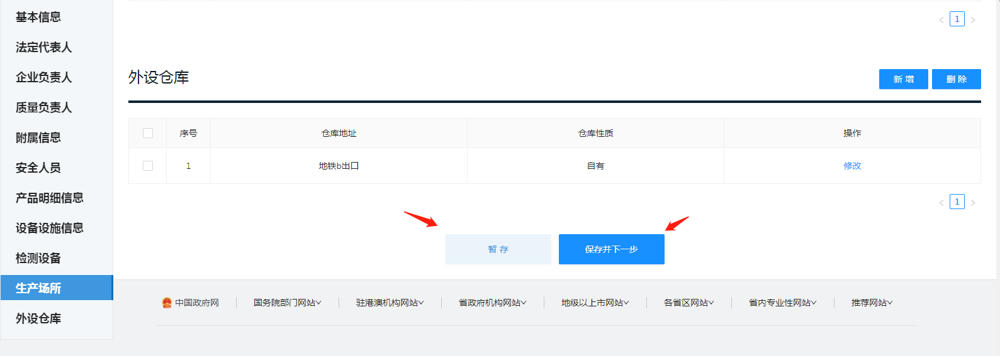 基本信息
法定代表人
企业负责人
质量负责人
附属信息
安全人员
产品明细信息
设备设施信息
检测设备
生产场所
外设仓库
< 1 >
外设仓库
新 增 删 除
序号 仓库地址 仓库性质 操作
1 地铁b出口 自有 修改
< 1 >
暂 存 保存并下一步
中国政府网 国务院部门网站 驻港澳机构网站 省政府机构网站 地级以上市网站 各省区网站 省内专业性网站 推荐网站